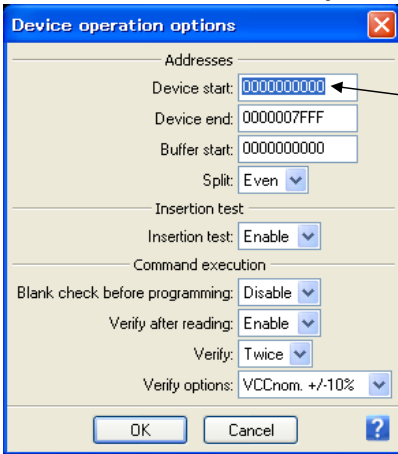 Device operation options
Addresses
Device start: 0000000000
Device end: 0000007FFF
Buffer start: 0000000000
Split: Even
Insertion test
Insertion test: Enable
Command execution
Blank check before programming: Disable
Verify after reading: Enable
Verify: Twice
Verify options: VCCnom. +/-10%
OK Cancel ?